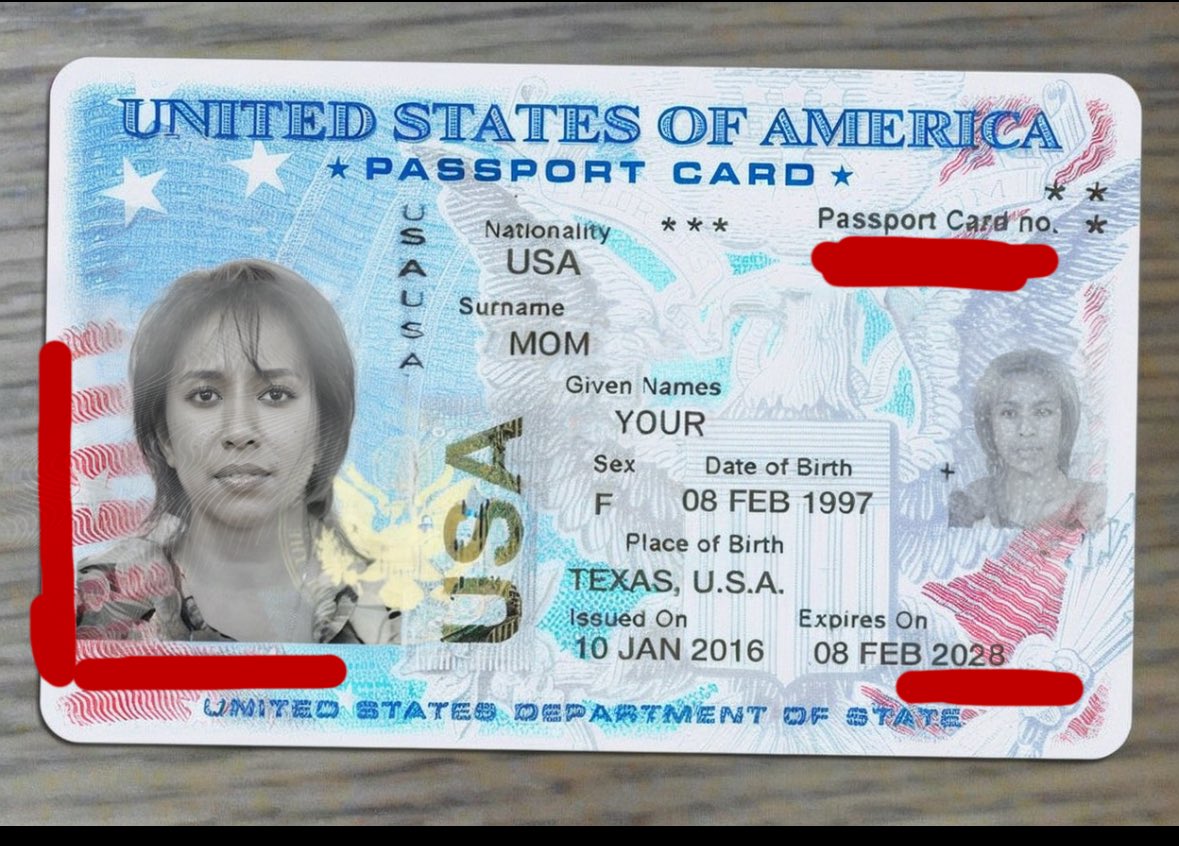 UNITED STATES OF AMERICA
★ PASSPORT CARD ★
USAUSA
Nationality
USA
***
Passport Card no.
* *
*
Surname
MOM
Given Names
YOUR
Sex
F
Date of Birth
08 FEB 1997
Place of Birth
TEXAS, U.S.A.
Issued On
10 JAN 2016
Expires On
08 FEB 2028
USA
UNITED STATES DEPARTMENT OF STATE